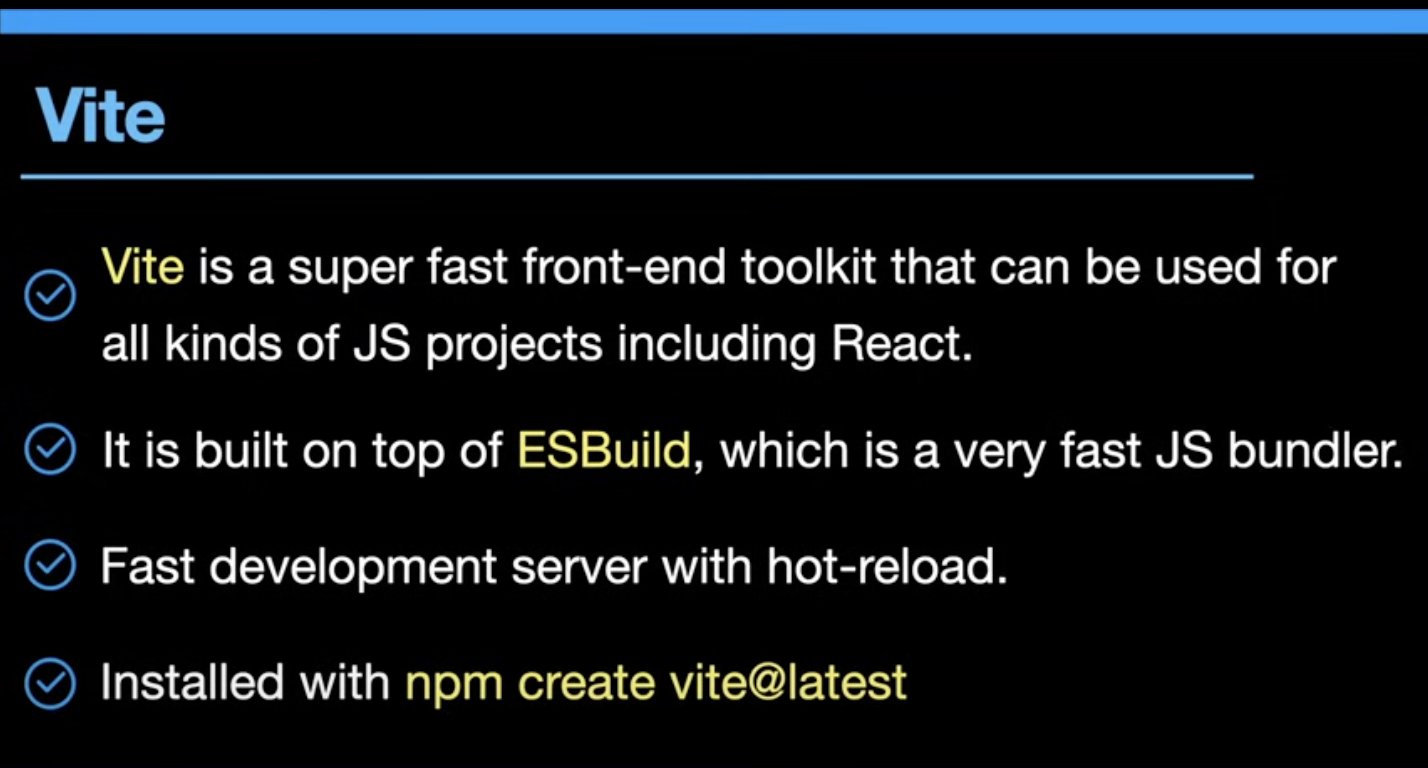 Vite
Vite is a super fast front-end toolkit that can be used for
all kinds of JS projects including React.
It is built on top of ESBuild, which is a very fast JS bundler.
Fast development server with hot-reload.
Installed with npm create vite@latest